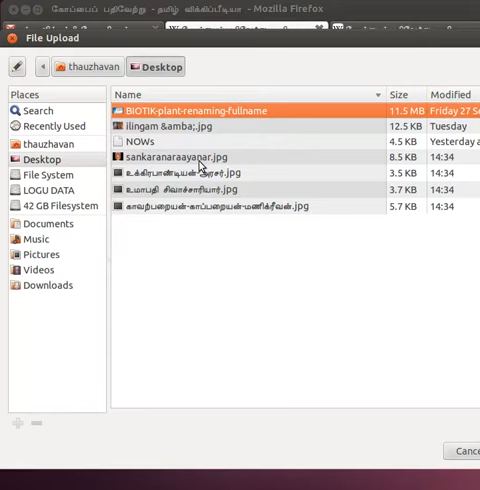 கோப்பைப் பதிவேற்று - தமிழ் விக்கிப்பீடியா - Mozilla Firefox
File Upload
thauzhavan Desktop
Places Name Size Modified
Search BIOTIK-plant-renaming-fullname 11.5 MB Friday 27 S
Recently Used ilingam &amba;.jpg 12.5 KB Tuesday
thauzhavan NOWs 4.5 KB Yesterday a
Desktop sankaranaraayanar.jpg 8.5 KB 14:34
File System உக்கிரபாண்டியன்-அரசர்.jpg 3.5 KB 14:34
LOGU DATA உமாபதி சிவாச்சாரியார்.jpg 3.7 KB 14:34
42 GB Filesystem காவற்பறையன்-காப்பறையன்-மணிக்ரீவன்.jpg 5.7 KB 14:34
Documents
Music
Pictures
Videos
Downloads
Cance